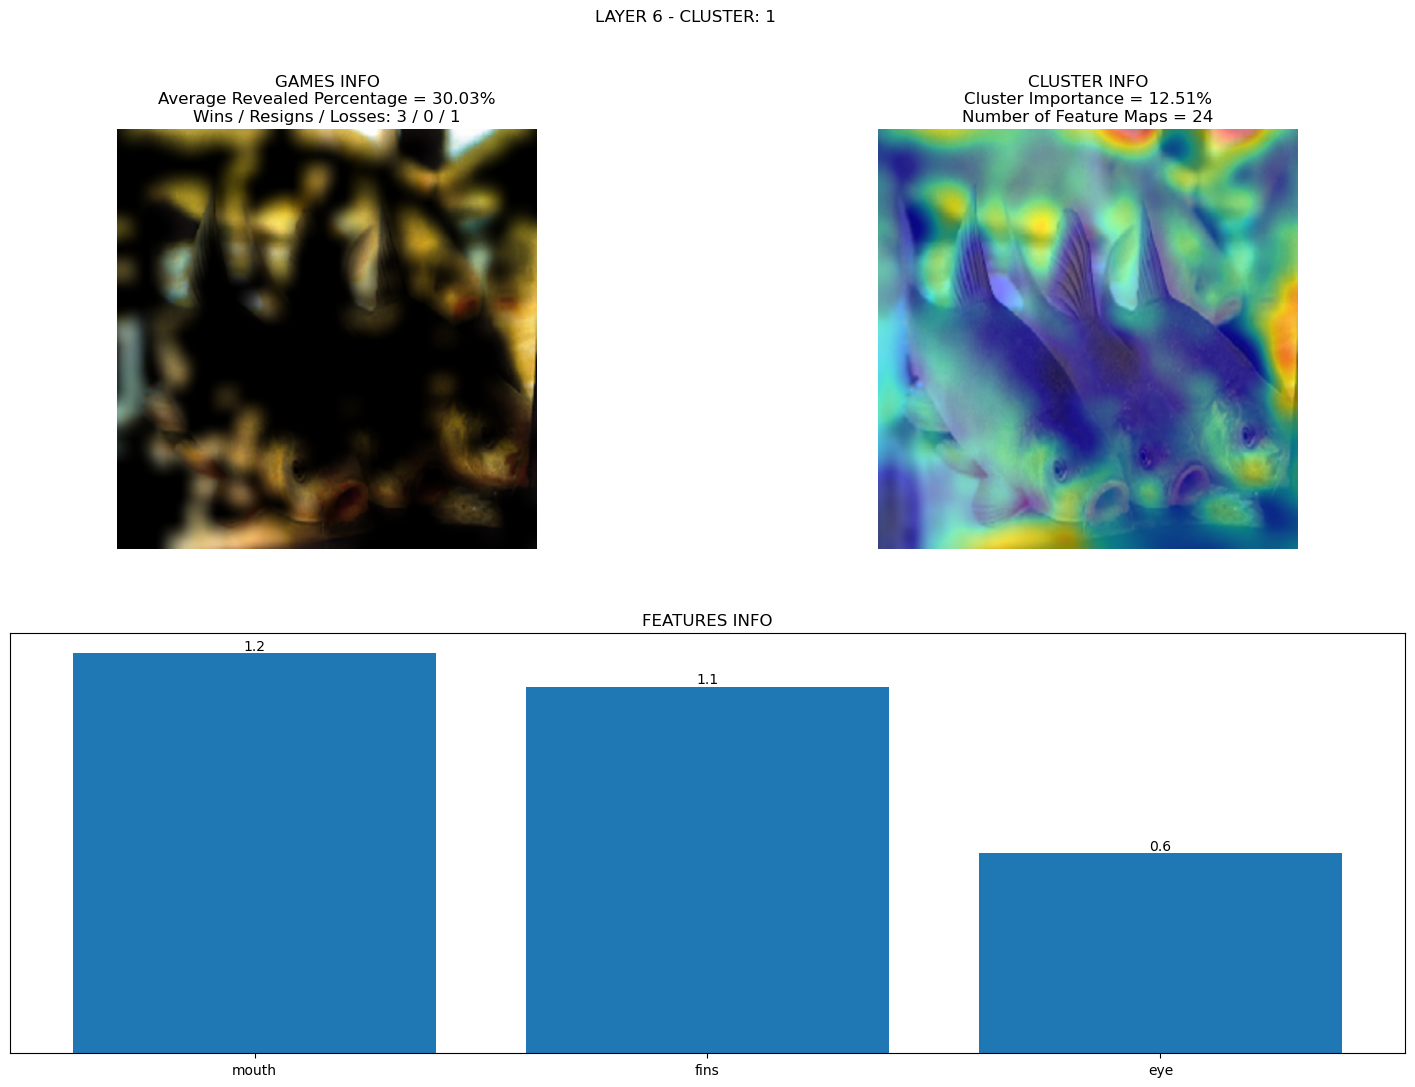 LAYER 6 - CLUSTER: 1
GAMES INFO
Average Revealed Percentage = 30.03%
Wins / Resigns / Losses: 3 / 0 / 1
CLUSTER INFO
Cluster Importance = 12.51%
Number of Feature Maps = 24
FEATURES INFO
1.2
1.1
0.6
mouth
fins
eye